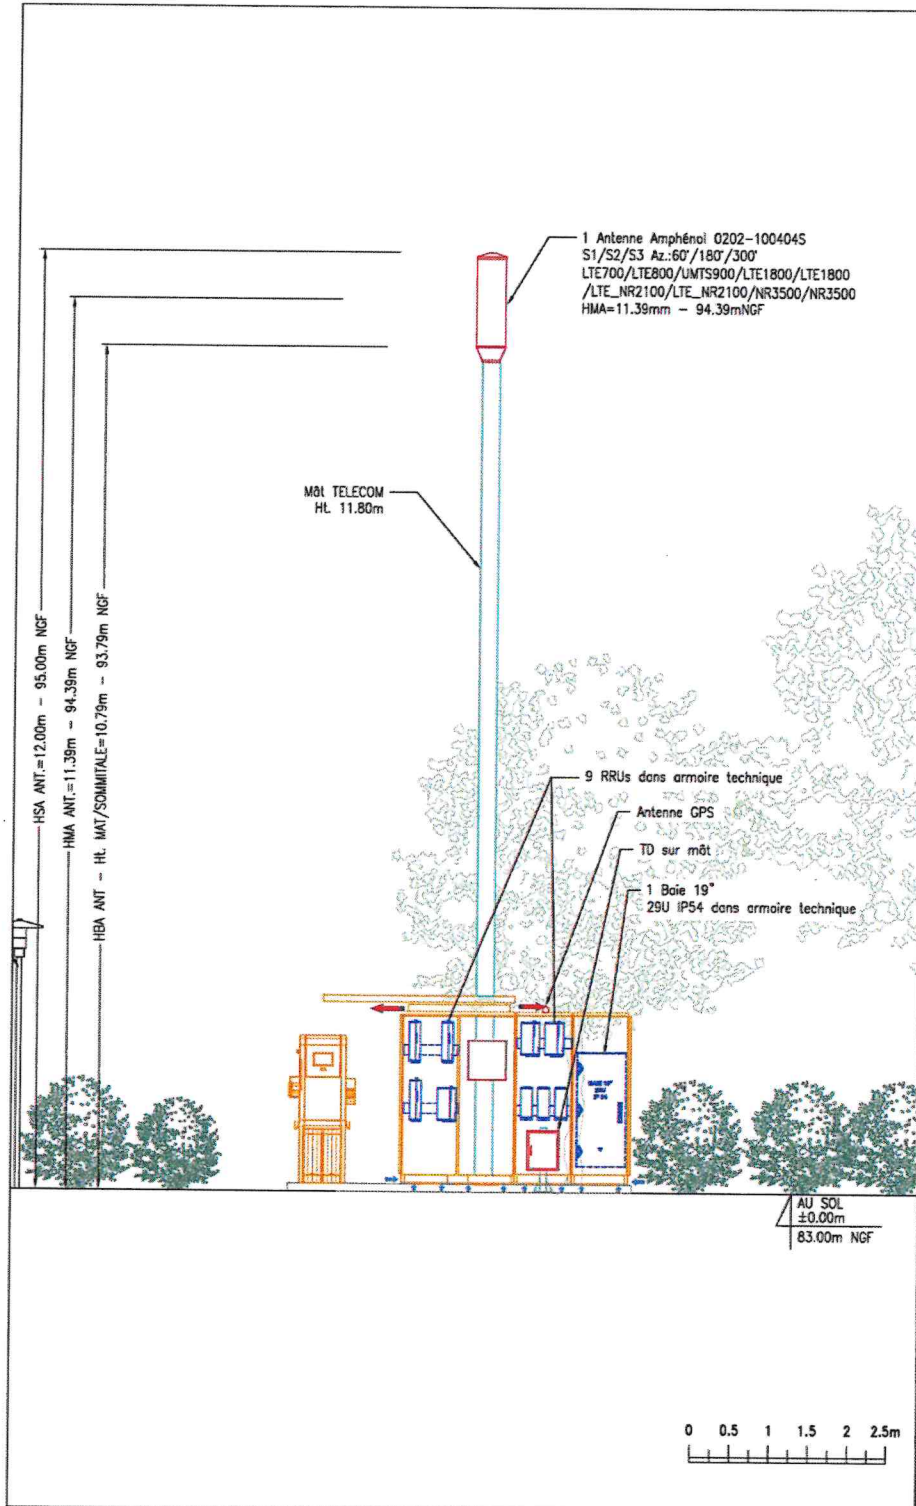 1 Antenne Amphénol 0202-100404S
S1/S2/S3 Az.:60°/180°/300°
LTE700/LTE800/UMTS900/LTE1800/LTE1800
/LTE_NR2100/LTE_NR2100/NR3500/NR3500
HMA=11.39mm - 94.39mNGF
Mât TELECOM
Ht. 11.80m
HSA ANT.=12.00m - 95.00m NGF
HMA ANT.=11.39m - 94.39m NGF
HBA ANT - Ht. MAT/SOMMITALE=10.79m - 93.79m NGF
9 RRUs dans armoire technique
Antenne GPS
TD sur mât
1 Baie 19"
29U IP54 dans armoire technique
AU SOL
±0.00m
83.00m NGF
0 0.5 1 1.5 2 2.5m